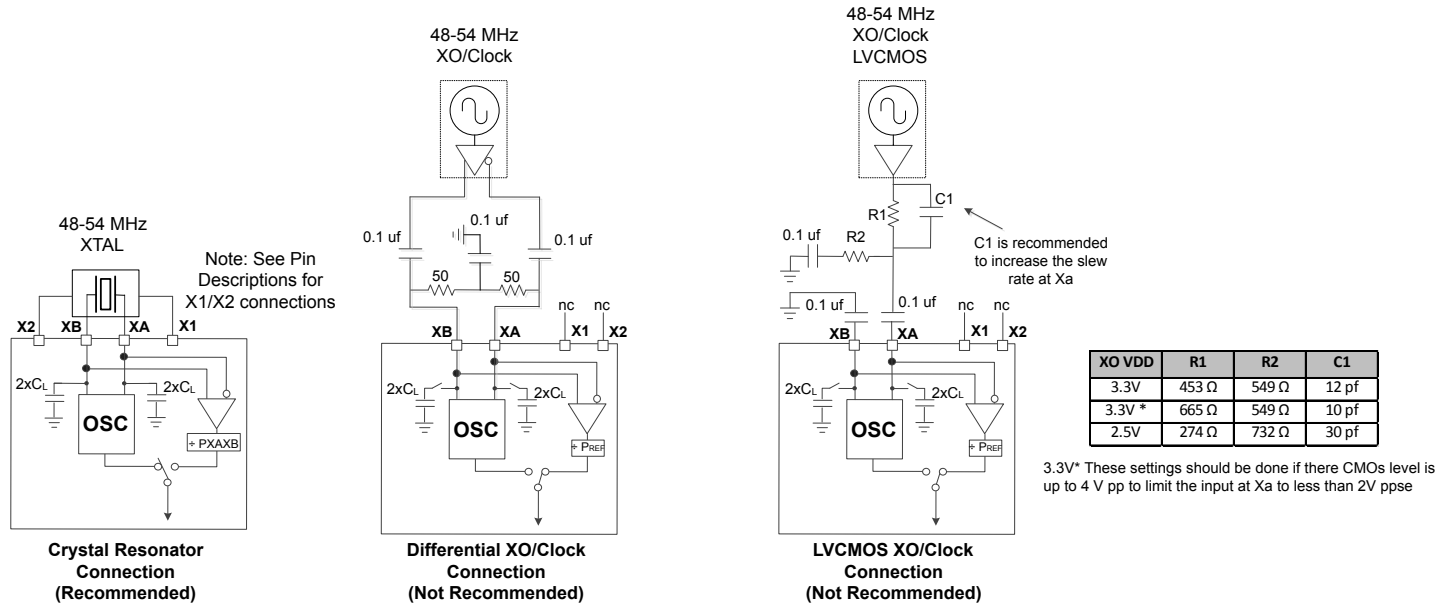 48-54 MHz
XTAL
Note: See Pin
Descriptions for
X1/X2 connections
X2
XB
XA
X1
2xCL
2xCL
OSC
÷ PXAXB
Crystal Resonator
Connection
(Recommended)
48-54 MHz
XO/Clock
0.1 uf
0.1 uf
0.1 uf
50
50
nc
nc
XB
XA
X1
X2
2xCL
2xCL
OSC
÷ PREF
Differential XO/Clock
Connection
(Not Recommended)
48-54 MHz
XO/Clock
LVCMOS
C1
R1
0.1 uf
R2
C1 is recommended
to increase the slew
rate at Xa
0.1 uf
0.1 uf
nc
nc
XB
XA
X1
X2
2xCL
2xCL
OSC
÷ PREF
LVCMOS XO/Clock
Connection
(Not Recommended)
XO VDD R1 R2 C1
3.3V 453 Ω 549 Ω 12 pf
3.3V * 665 Ω 549 Ω 10 pf
2.5V 274 Ω 732 Ω 30 pf
3.3V* These settings should be done if there CMOs level is
up to 4 V pp to limit the input at Xa to less than 2V ppse